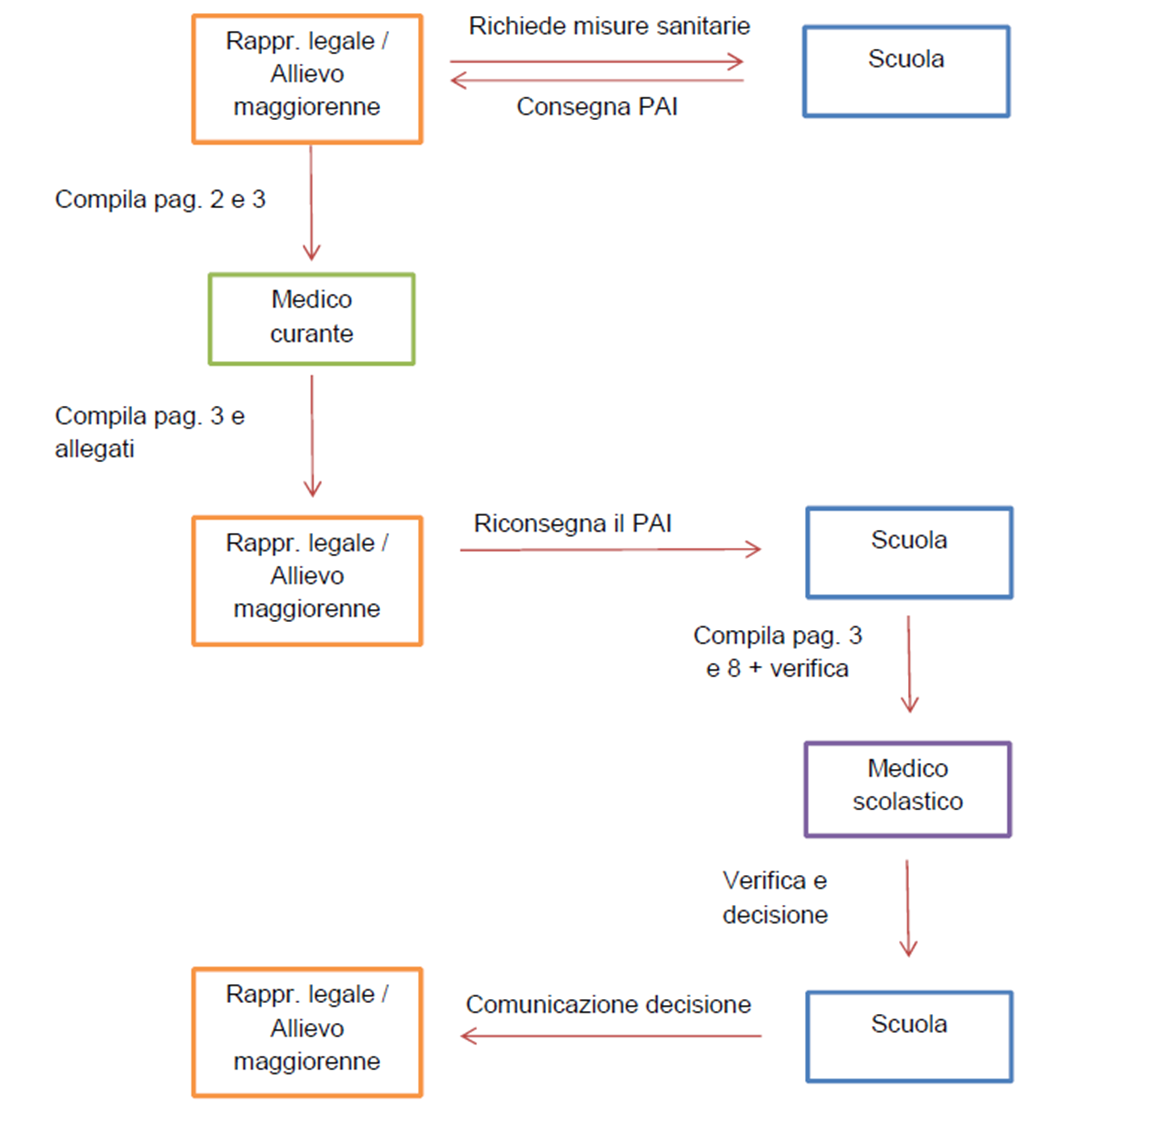 Rappr. legale /
Allievo
maggiorenne
Richiede misure sanitarie
Consegna PAI
Scuola
Compila pag. 2 e 3
Medico
curante
Compila pag. 3 e
allegati
Rappr. legale /
Allievo
maggiorenne
Riconsegna il PAI
Scuola
Compila pag. 3
e 8 + verifica
Medico
scolastico
Verifica e
decisione
Rappr. legale /
Allievo
maggiorenne
Comunicazione decisione
Scuola